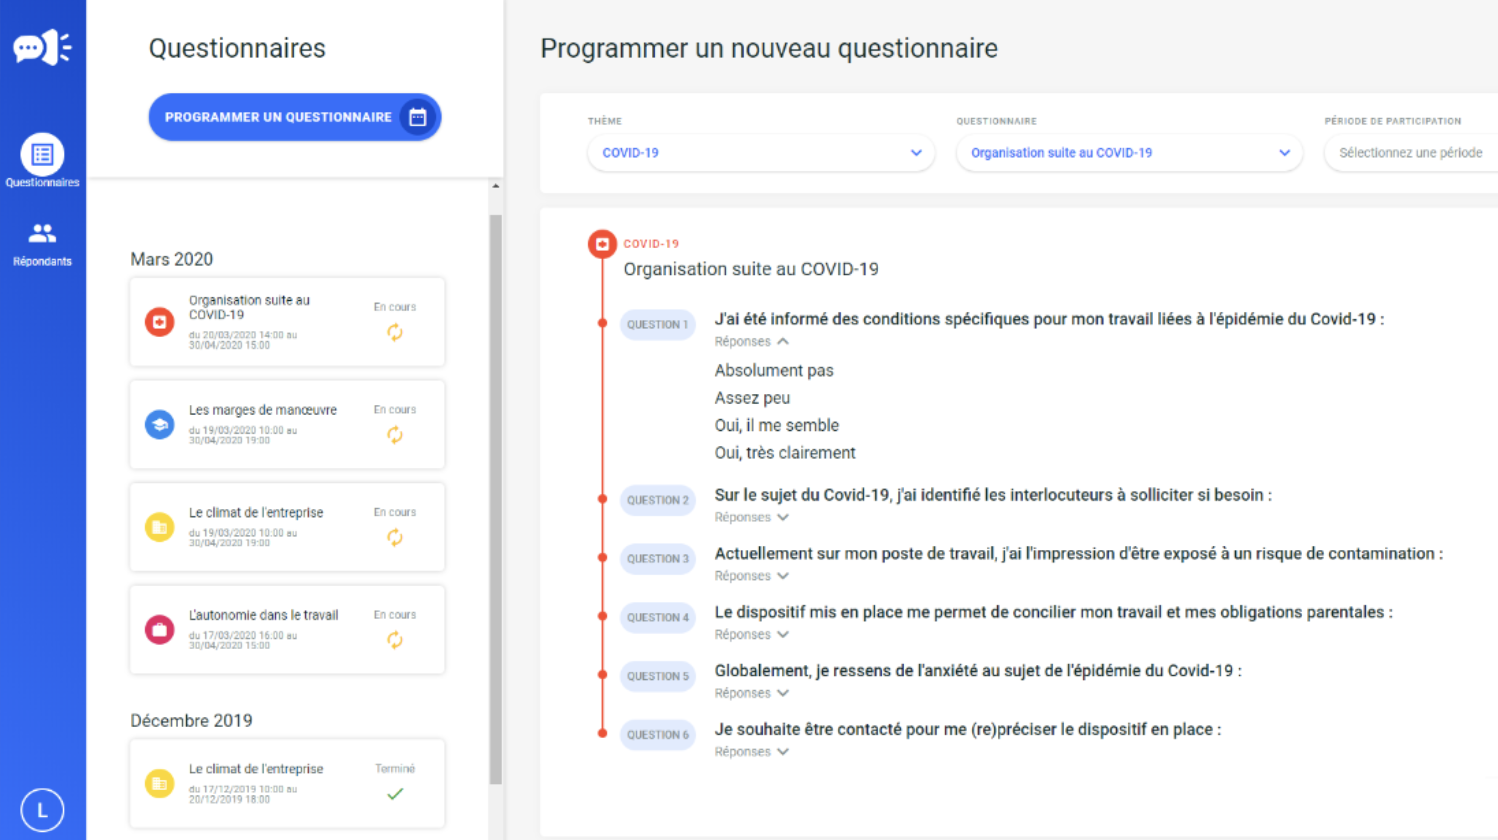 Questionnaires
PROGRAMMER UN QUESTIONNAIRE
Questionnaires
Répondants
L
Mars 2020
Organisation suite au
COVID-19
du 20/03/2020 14:00 au
30/04/2020 15:00
En cours
Les marges de manœuvre
du 19/03/2020 10:00 au
30/04/2020 19:00
En cours
Le climat de l'entreprise
du 19/03/2020 10:00 au
30/04/2020 19:00
En cours
L'autonomie dans le travail
du 17/03/2020 16:00 au
30/04/2020 15:00
En cours
Décembre 2019
Le climat de l'entreprise
du 17/12/2019 10:00 au
20/12/2019 18:00
Terminé
Programmer un nouveau questionnaire
THÈME
COVID-19
QUESTIONNAIRE
Organisation suite au COVID-19
PÉRIODE DE PARTICIPATION
Sélectionnez une période
COVID-19
Organisation suite au COVID-19
QUESTION 1
J'ai été informé des conditions spécifiques pour mon travail liées à l'épidémie du Covid-19 :
Réponses
Absolument pas
Assez peu
Oui, il me semble
Oui, très clairement
QUESTION 2
Sur le sujet du Covid-19, j'ai identifié les interlocuteurs à solliciter si besoin :
Réponses
QUESTION 3
Actuellement sur mon poste de travail, j'ai l'impression d'être exposé à un risque de contamination :
Réponses
QUESTION 4
Le dispositif mis en place me permet de concilier mon travail et mes obligations parentales :
Réponses
QUESTION 5
Globalement, je ressens de l'anxiété au sujet de l'épidémie du Covid-19 :
Réponses
QUESTION 6
Je souhaite être contacté pour me (re)préciser le dispositif en place :
Réponses